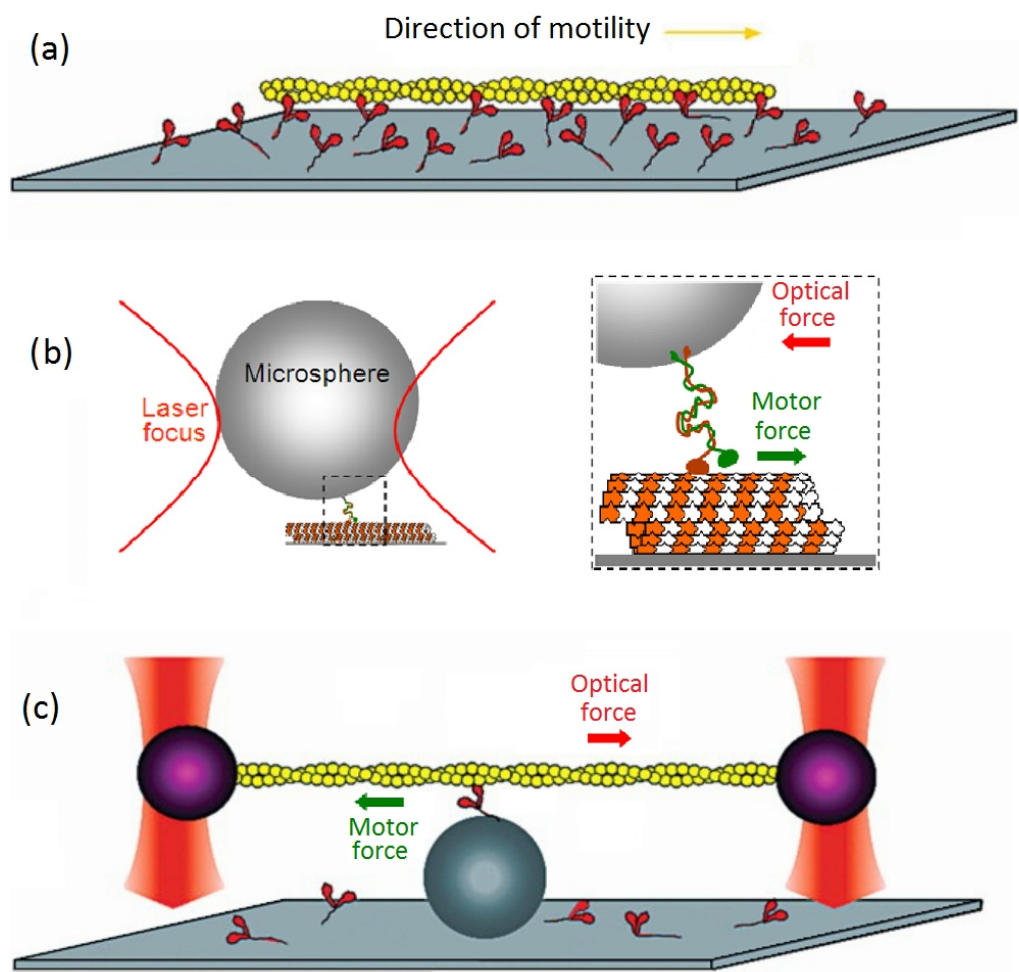 (a)
Direction of motility
(b)
Microsphere
Laser
focus
Optical
force
Motor
force
(c)
Optical
force
Motor
force